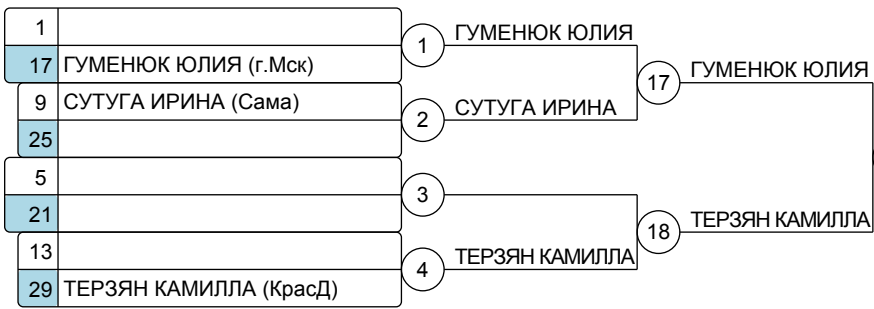 1
17 ГУМЕНЮК ЮЛИЯ (г.Мск)
9 СУТУГА ИРИНА (Сама)
25
5
21
13
29 ТЕРЗЯН КАМИЛЛА (КрасД)
1 ГУМЕНЮК ЮЛИЯ
2 СУТУГА ИРИНА
3
4 ТЕРЗЯН КАМИЛЛА
17 ГУМЕНЮК ЮЛИЯ
18 ТЕРЗЯН КАМИЛЛА